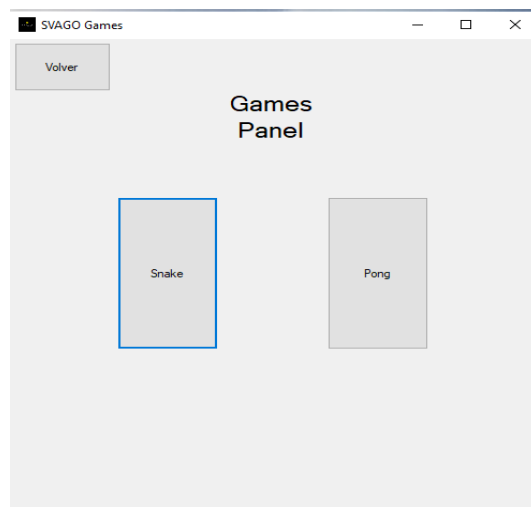 SVAGO Games
Volver
Games
Panel
Snake
Pong